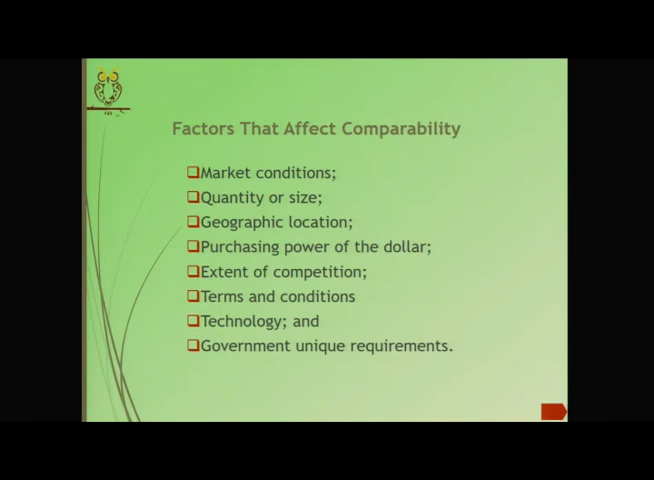 Factors That Affect Comparability
Market conditions;
Quantity or size;
Geographic location;
Purchasing power of the dollar;
Extent of competition;
Terms and conditions
Technology; and
Government unique requirements.